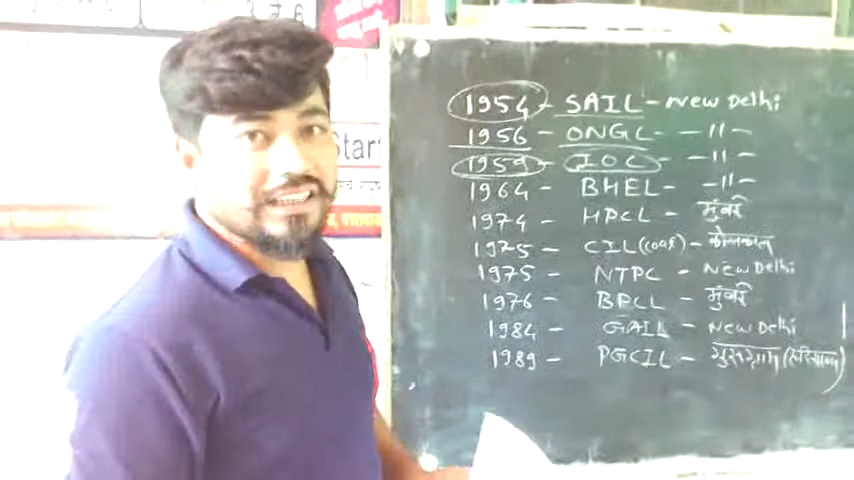 Start
1954 - SAIL - New Delhi
1956 - ONGC - - 11 -
1959 - IOC - - 11 -
1964 - BHEL - - 11 -
1974 - HPCL - मुंबई
1975 - CIL (coal) - कोलकाता
1975 - NTPC - New Delhi
1976 - BPCL - मुंबई
1984 - GAIL - New Delhi
1989 - PGCIL - गुरुग्राम (हरियाणा)